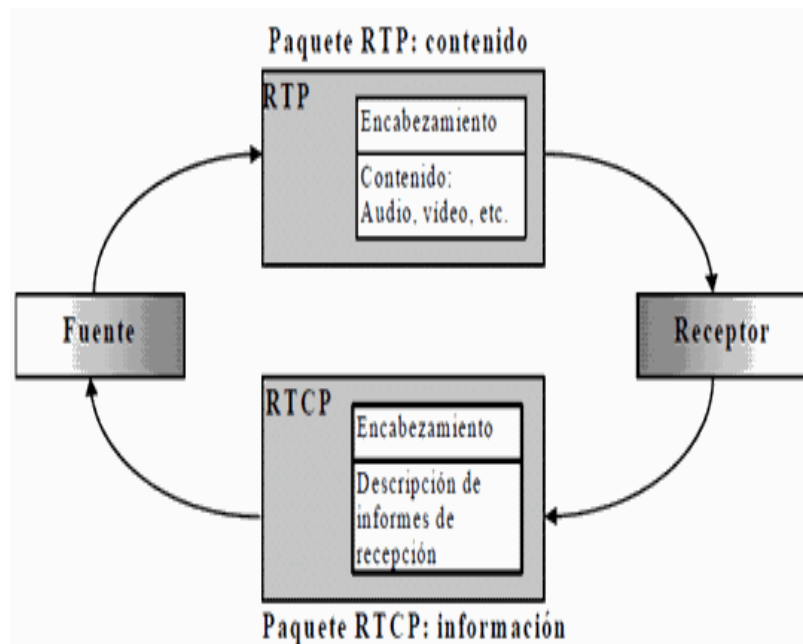 Paquete RTP: contenido
RTP
Encabezamiento
Contenido:
Audio, vídeo, etc.
Fuente
Receptor
RTCP
Encabezamiento
Descripción de
informes de
recepción
Paquete RTCP: información